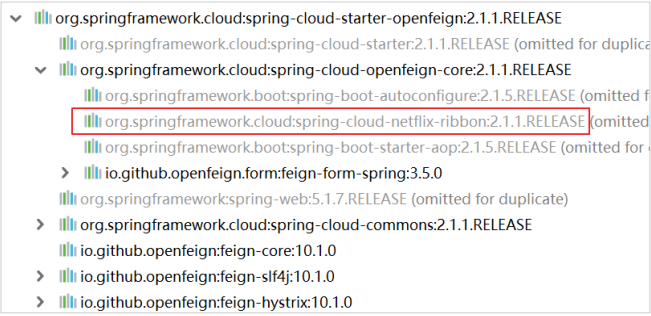 org.springframework.cloud:spring-cloud-starter-openfeign:2.1.1.RELEASE
org.springframework.cloud:spring-cloud-starter:2.1.1.RELEASE (omitted for duplica
org.springframework.cloud:spring-cloud-openfeign-core:2.1.1.RELEASE
org.springframework.boot:spring-boot-autoconfigure:2.1.5.RELEASE (omitted f
org.springframework.cloud:spring-cloud-netflix-ribbon:2.1.1.RELEASE (omitted
org.springframework.boot:spring-boot-starter-aop:2.1.5.RELEASE (omitted for
io.github.openfeign.form:feign-form-spring:3.5.0
org.springframework:spring-web:5.1.7.RELEASE (omitted for duplicate)
org.springframework.cloud:spring-cloud-commons:2.1.1.RELEASE
io.github.openfeign:feign-core:10.1.0
io.github.openfeign:feign-slf4j:10.1.0
io.github.openfeign:feign-hystrix:10.1.0